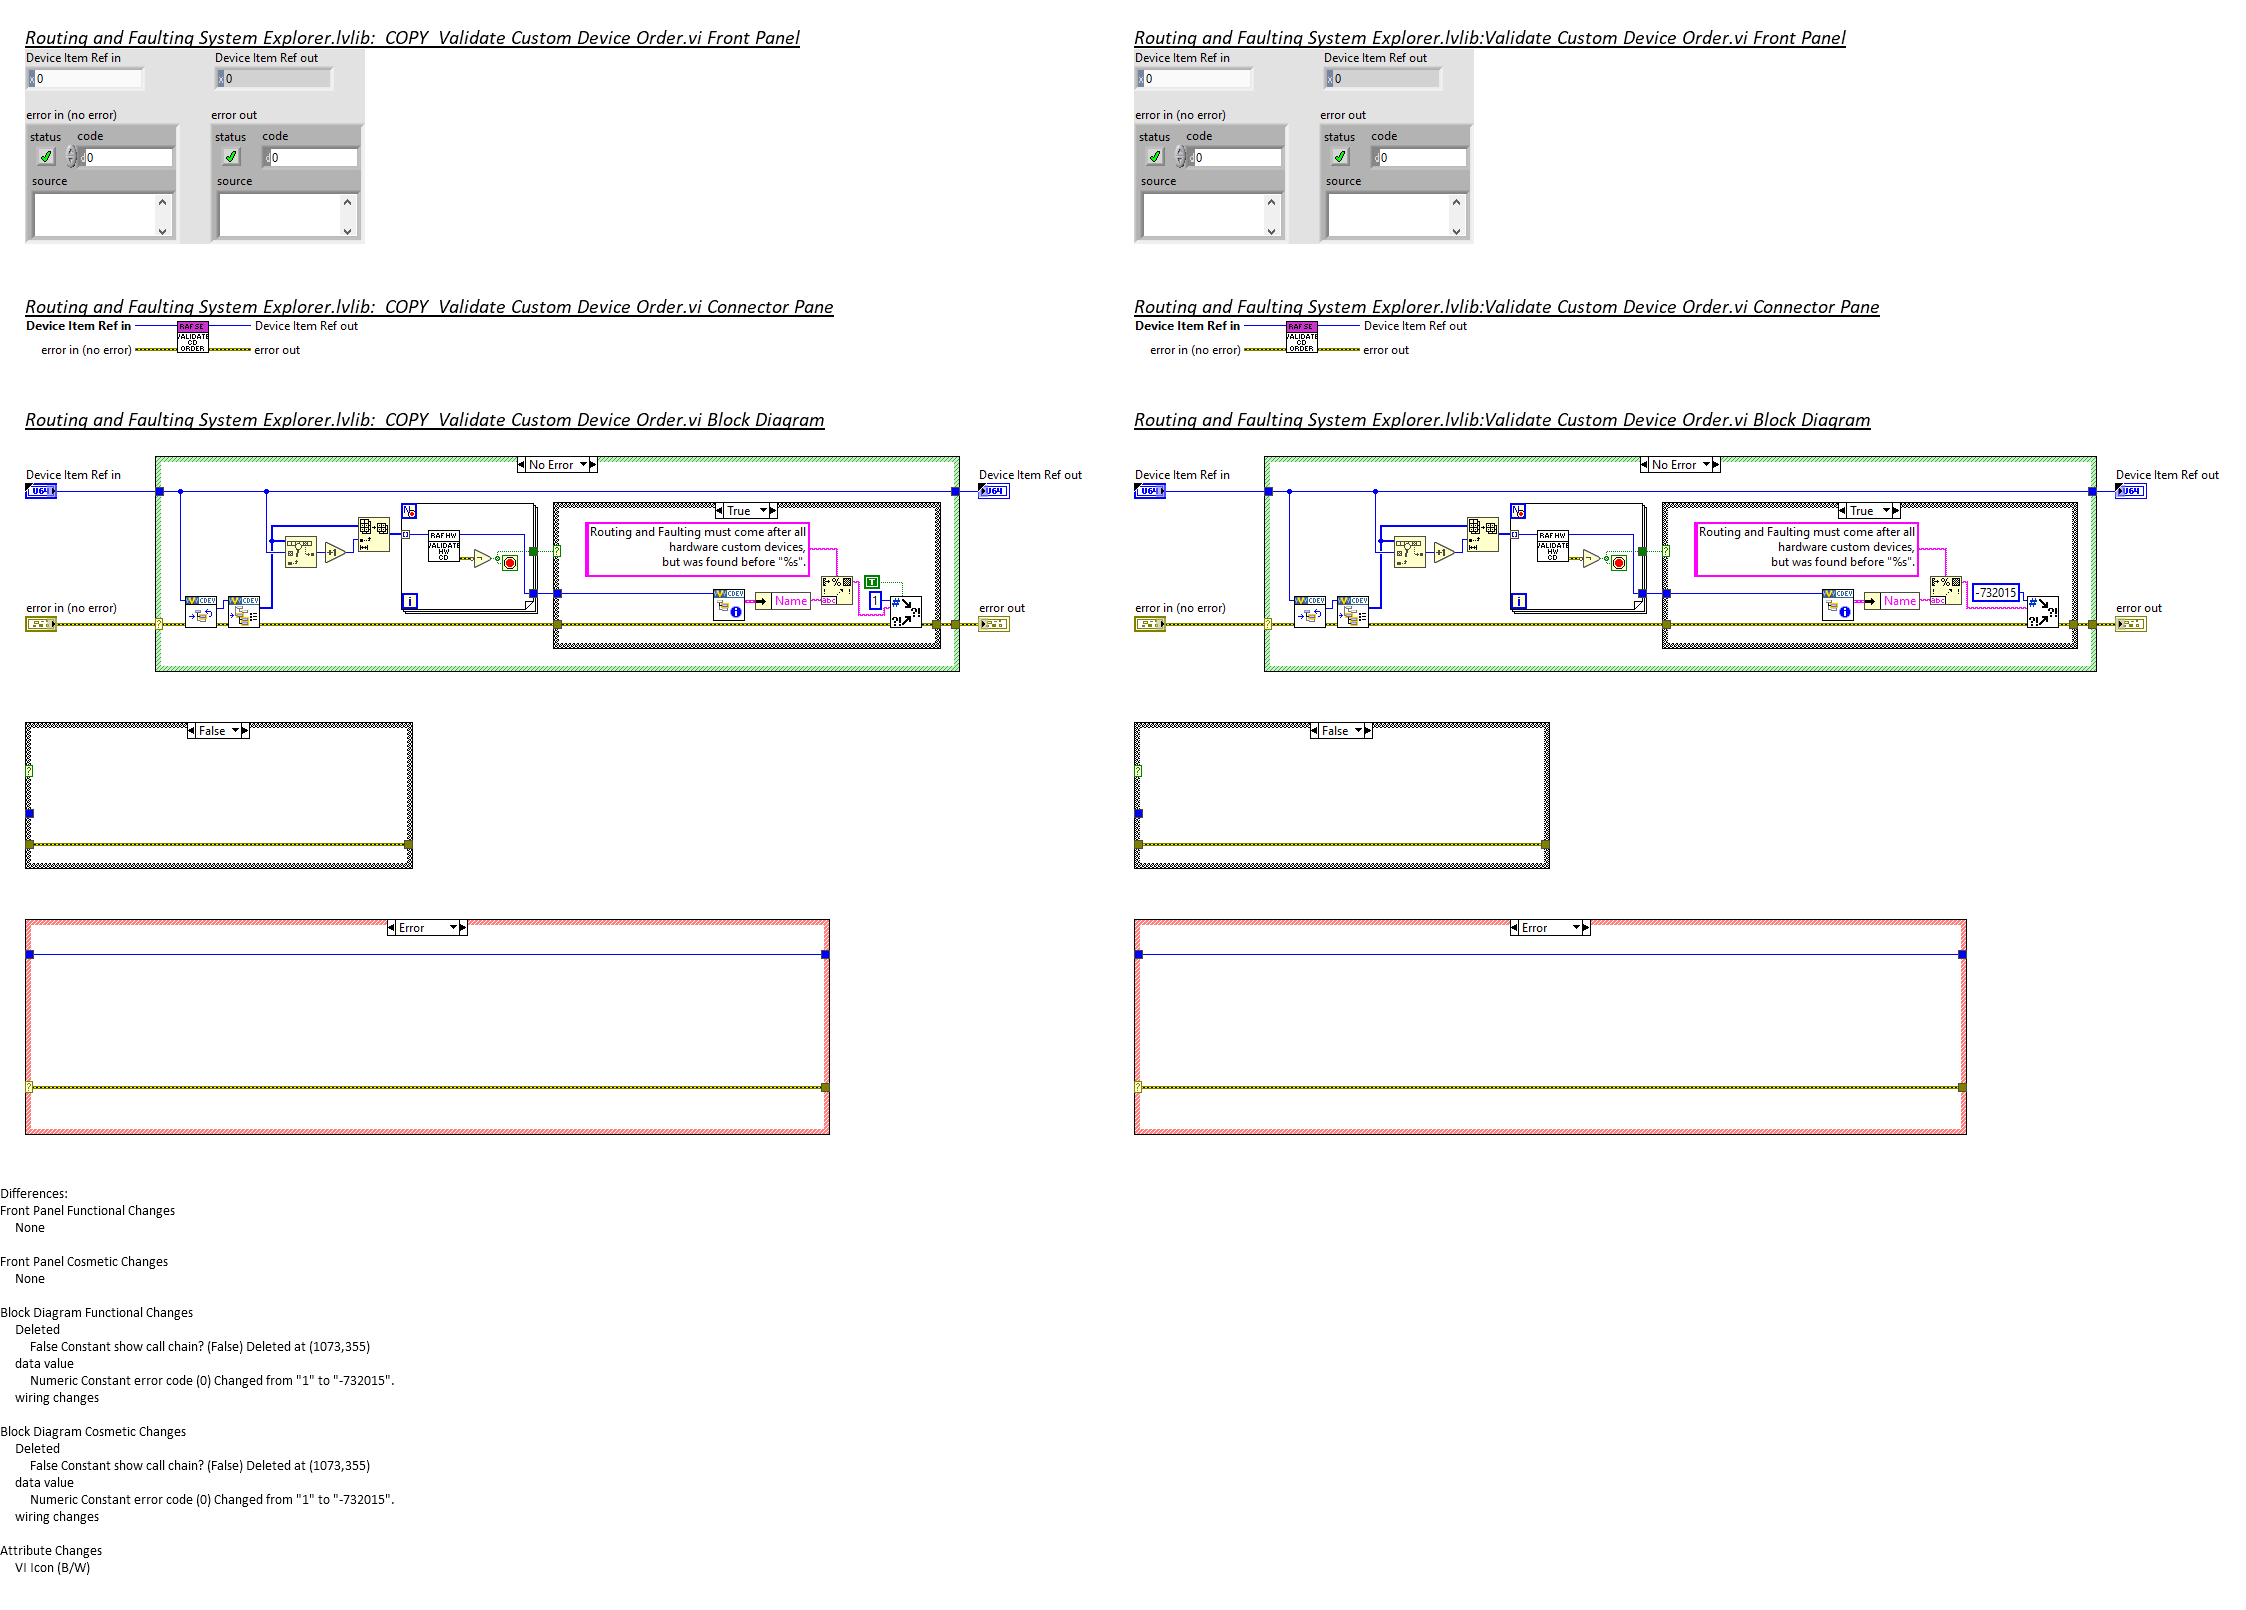 Routing and Faulting System Explorer.lvlib:  COPY  Validate Custom Device Order.vi Front Panel
Device Item Ref in
Device Item Ref out
0
0
error in (no error)
error out
status
code
status
code
0
0
source
source
Routing and Faulting System Explorer.lvlib:Validate Custom Device Order.vi Front Panel
Device Item Ref in
Device Item Ref out
0
0
error in (no error)
error out
status
code
status
code
0
0
source
source
Routing and Faulting System Explorer.lvlib:  COPY  Validate Custom Device Order.vi Connector Pane
Device Item Ref in
RAF SE
VALIDATE
CD
ORDER
Device Item Ref out
error in (no error)
error out
Routing and Faulting System Explorer.lvlib:Validate Custom Device Order.vi Connector Pane
Device Item Ref in
RAF SE
VALIDATE
CD
ORDER
Device Item Ref out
error in (no error)
error out
Routing and Faulting System Explorer.lvlib:  COPY  Validate Custom Device Order.vi Block Diagram
No Error
Device Item Ref in
U64
Device Item Ref out
U64
True
N
RAF HW
VALIDATE
HW
CD
+1
i
Routing and Faulting must come after all
hardware custom devices,
but was found before "%s".
CDEV
CDEV
CDEV
Name
abc
T
1
error in (no error)
error out
Routing and Faulting System Explorer.lvlib:Validate Custom Device Order.vi Block Diagram
No Error
Device Item Ref in
U64
Device Item Ref out
U64
True
N
RAF HW
VALIDATE
HW
CD
+1
i
Routing and Faulting must come after all
hardware custom devices,
but was found before "%s".
CDEV
CDEV
CDEV
Name
abc
-732015
error in (no error)
error out
False
False
Error
Error
Differences:
Front Panel Functional Changes
None
Front Panel Cosmetic Changes
None
Block Diagram Functional Changes
Deleted
False Constant show call chain? (False) Deleted at (1073,355)
data value
Numeric Constant error code (0) Changed from "1" to "-732015".
wiring changes
Block Diagram Cosmetic Changes
Deleted
False Constant show call chain? (False) Deleted at (1073,355)
data value
Numeric Constant error code (0) Changed from "1" to "-732015".
wiring changes
Attribute Changes
VI Icon (B/W)